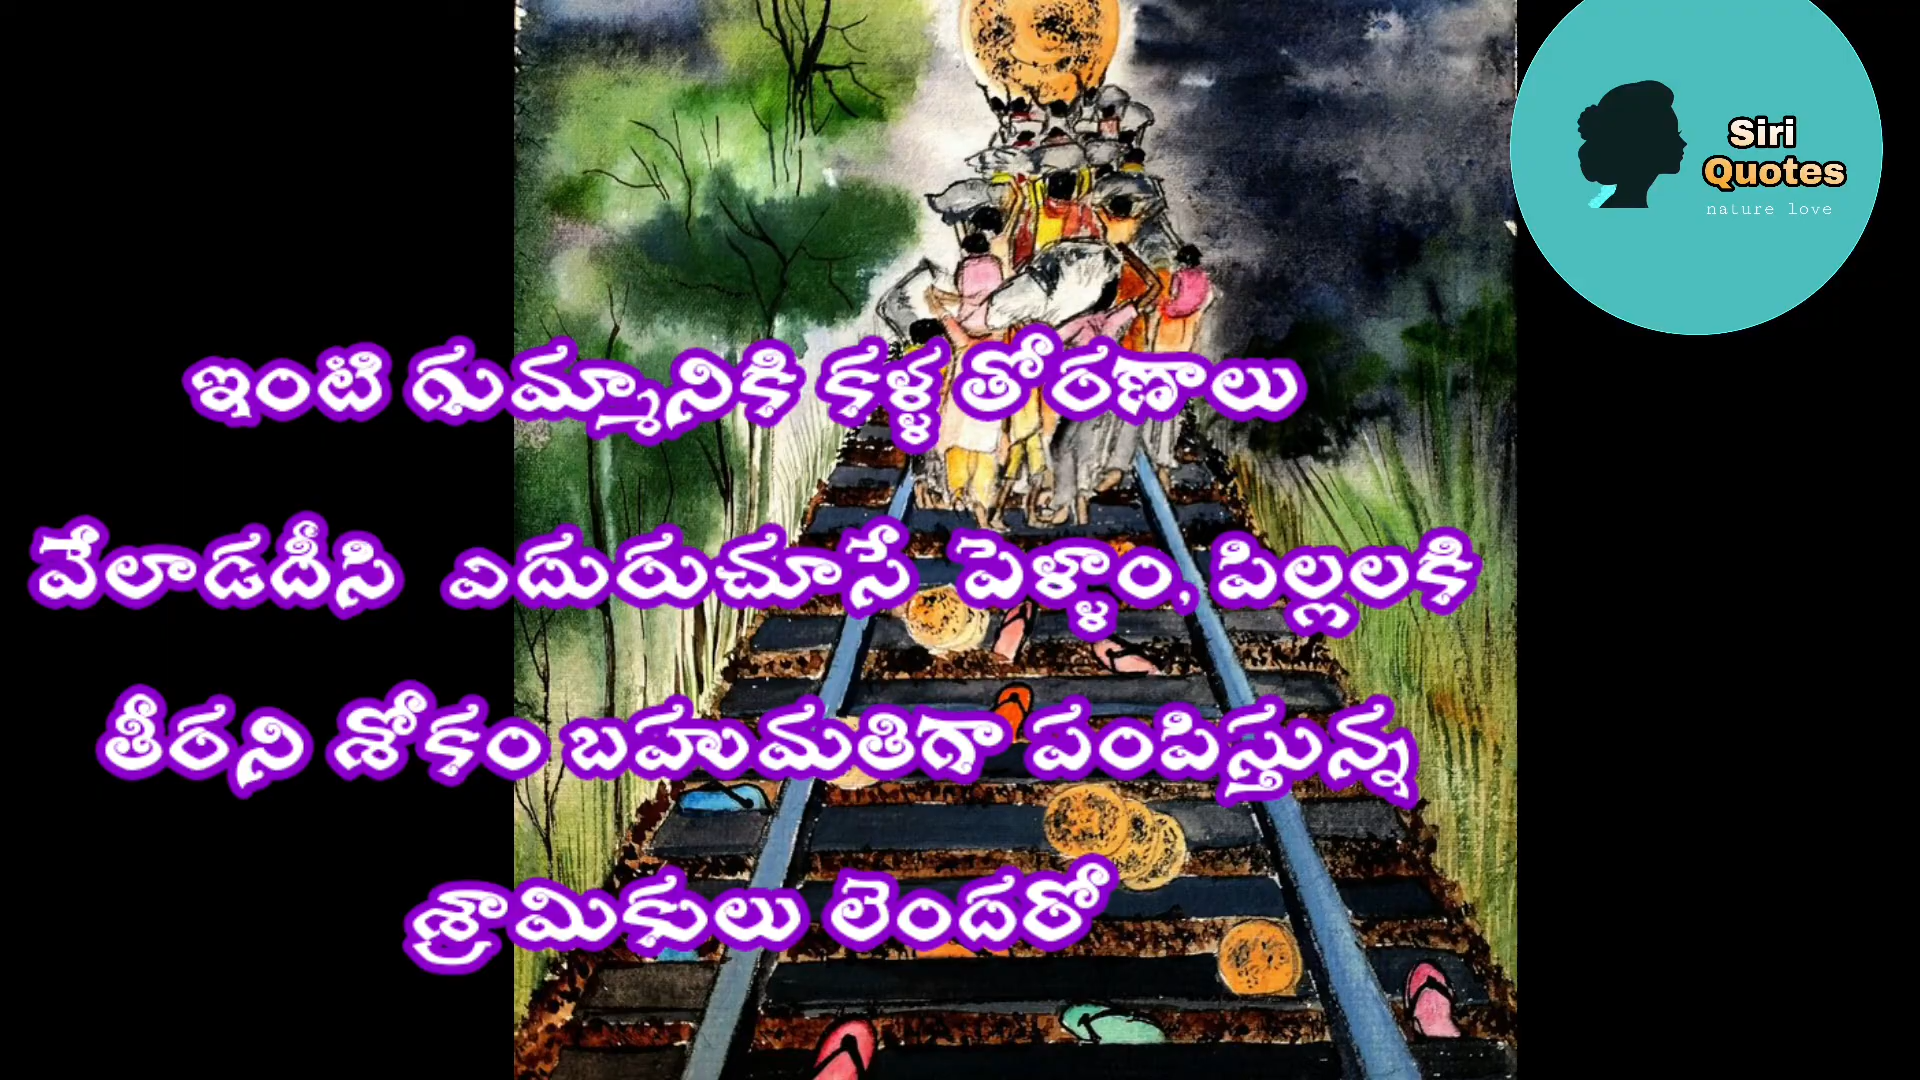 Siri
Quotes
nature love
ఇంటి గుమ్మానికి కళ్ళ తోరణాలు
వేలాడదీసి ఎదురుచూసే పెళ్ళాం, పిల్లలకి
తీరని శోకం బహుమతిగా పంపిస్తున్న
శ్రామికులు లెందరో